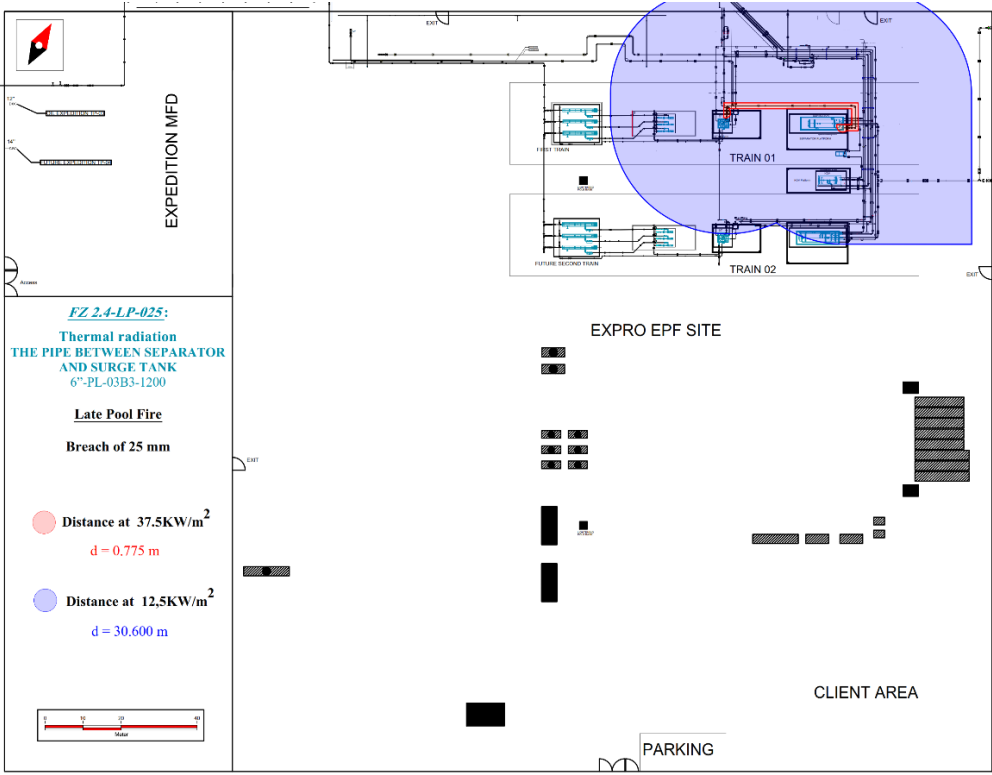 EXIT
EXIT
12"
14"
EXPEDITION MFD
FIRST TRAIN
TRAIN 01
FUTURE SECOND TRAIN
TRAIN 02
EXIT
Access
FZ 2.4-LP-025:
Thermal radiation
THE PIPE BETWEEN SEPARATOR
AND SURGE TANK
6”-PL-03B3-1200
Late Pool Fire
Breach of 25 mm
EXPRO EPF SITE
EXIT
Distance at 37.5KW/m²
d = 0.775 m
Distance at 12,5KW/m²
d = 30.600 m
0 10 20 40
Meter
CLIENT AREA
PARKING